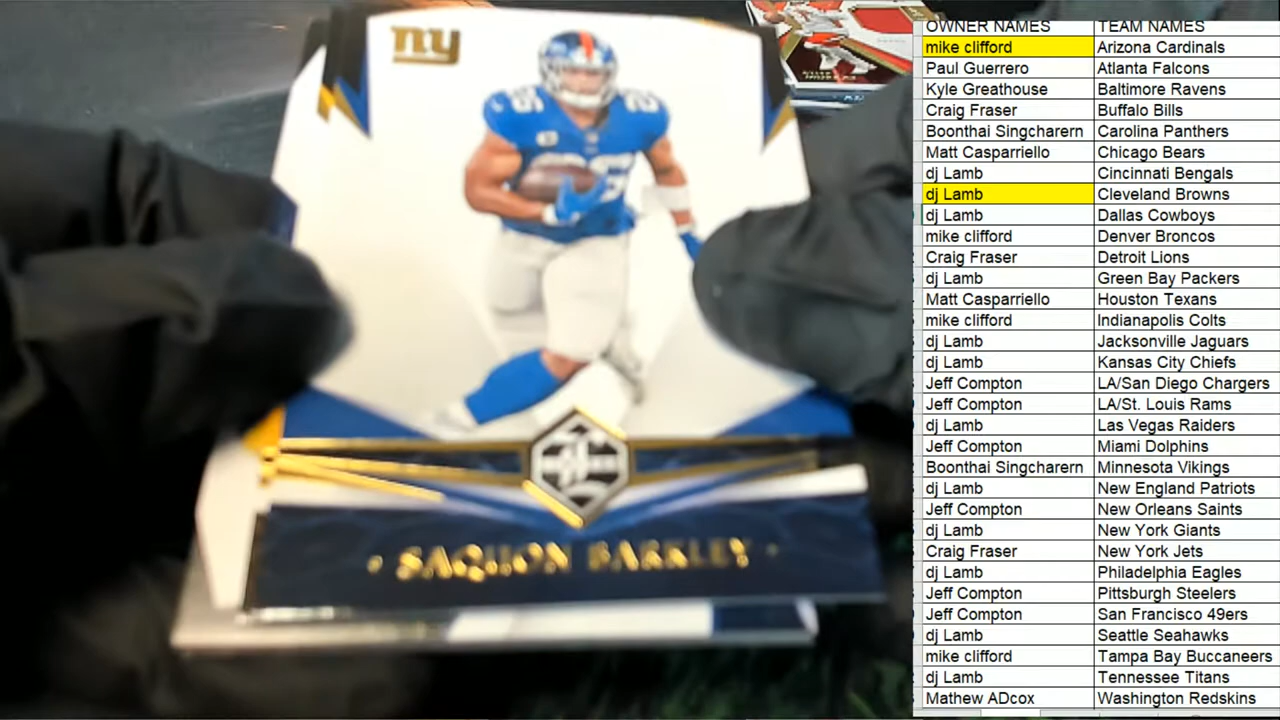 ny
26
SAQUON BARKLEY
OWNER NAMES TEAM NAMES
mike clifford Arizona Cardinals
Paul Guerrero Atlanta Falcons
Kyle Greathouse Baltimore Ravens
Craig Fraser Buffalo Bills
Boonthai Singcharern Carolina Panthers
Matt Casparriello Chicago Bears
dj Lamb Cincinnati Bengals
dj Lamb Cleveland Browns
dj Lamb Dallas Cowboys
mike clifford Denver Broncos
Craig Fraser Detroit Lions
dj Lamb Green Bay Packers
Matt Casparriello Houston Texans
mike clifford Indianapolis Colts
dj Lamb Jacksonville Jaguars
dj Lamb Kansas City Chiefs
Jeff Compton LA/San Diego Chargers
Jeff Compton LA/St. Louis Rams
dj Lamb Las Vegas Raiders
Jeff Compton Miami Dolphins
Boonthai Singcharern Minnesota Vikings
dj Lamb New England Patriots
Jeff Compton New Orleans Saints
dj Lamb New York Giants
Craig Fraser New York Jets
dj Lamb Philadelphia Eagles
Jeff Compton Pittsburgh Steelers
Jeff Compton San Francisco 49ers
dj Lamb Seattle Seahawks
mike clifford Tampa Bay Buccaneers
dj Lamb Tennessee Titans
Mathew ADcox Washington Redskins